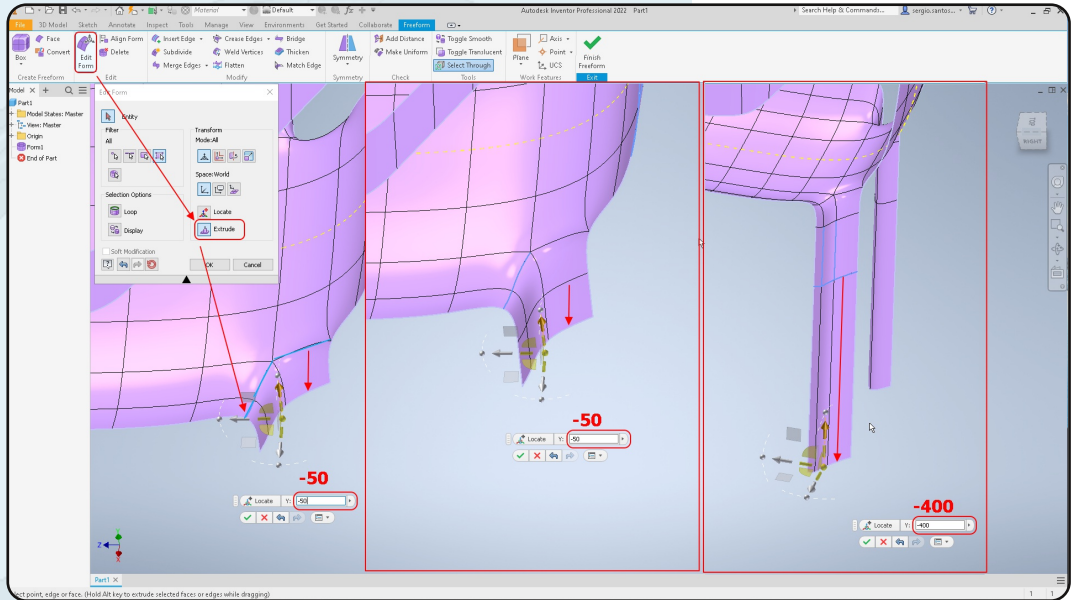 Material
Default
Autodesk Inventor Professional 2022 Part1
Search Help & Commands...
sergio.santos...
File 3D Model Sketch Annotate Inspect Tools Manage View Environments Get Started Collaborate Freeform
Box
Face
Convert
Create Freeform
Edit Form
Align Form
Delete
Edit
Insert Edge
Subdivide
Merge Edges
Crease Edges
Weld Vertices
Flatten
Bridge
Thicken
Match Edge
Modify
Symmetry
Symmetry
Add Distance
Make Uniform
Check
Toggle Smooth
Toggle Translucent
Select Through
Tools
Plane
Axis
Point
UCS
Work Features
Finish Freeform
Exit
Model
Part1
Model States: Master
View: Master
Origin
Form1
End of Part
Edit Form
Entity
Filter
All
Transform
Mode:All
Space:World
Selection Options
Loop
Display
Locate
Extrude
Soft Modification
OK Cancel
RIGHT
-50
Locate Y: -50
-50
Locate Y: -50
-400
Locate Y: -400
Y
Z
X
Part1
ect point, edge or face. (Hold Alt key to extrude selected faces or edges while dragging)
1 1